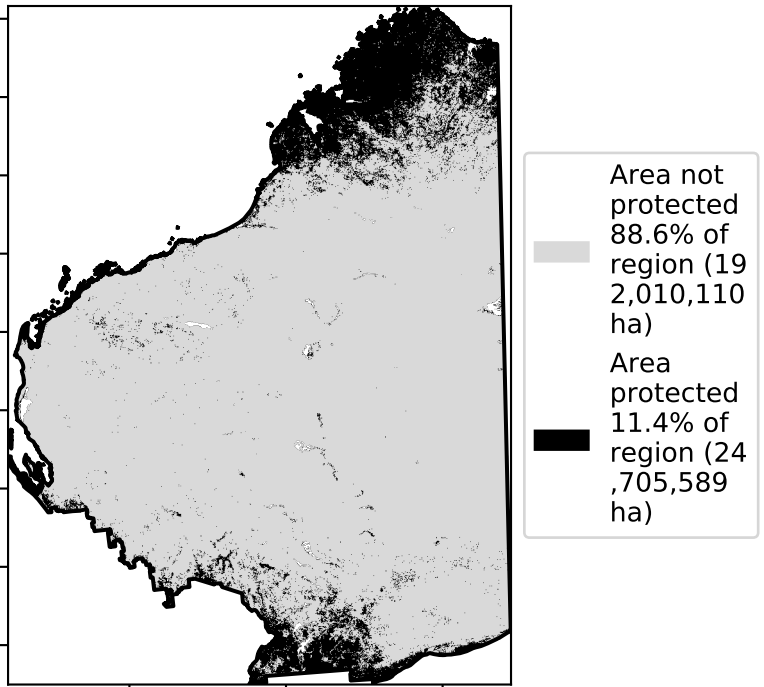 Area not
protected
88.6% of
region (19
2,010,110
ha)
Area
protected
11.4% of
region (24
,705,589
ha)